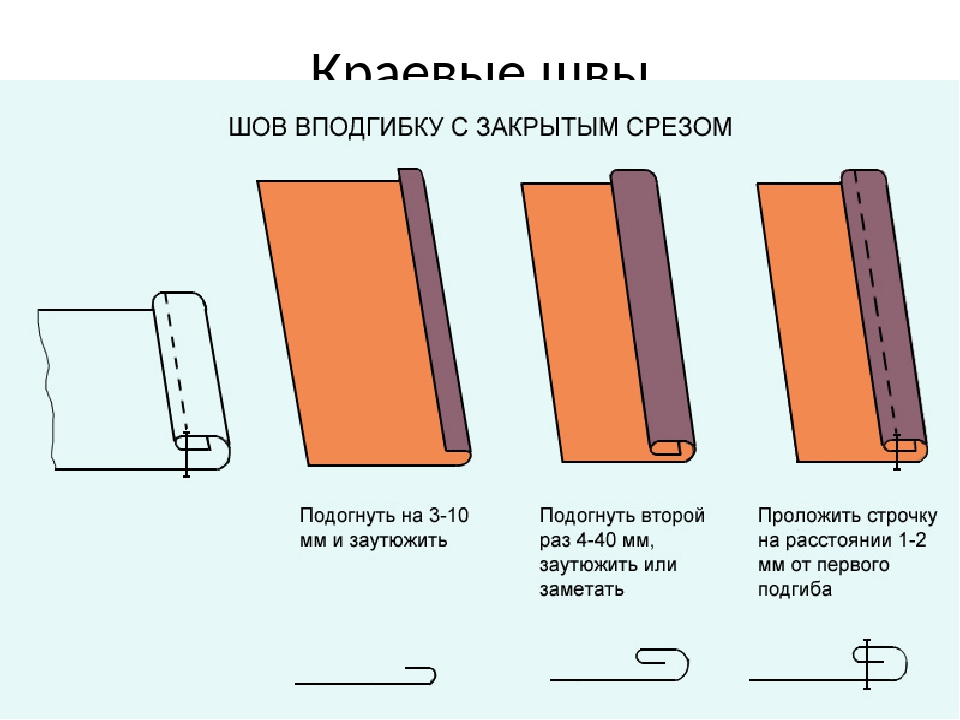 Краевые швы
ШОВ ВПОДГИБКУ С ЗАКРЫТЫМ СРЕЗОМ
Подогнуть на 3-10
мм и заутюжить
Подогнуть второй
раз 4-40 мм,
заутюжить или
заметать
Проложить строчку
на расстоянии 1-2
мм от первого
подгиба